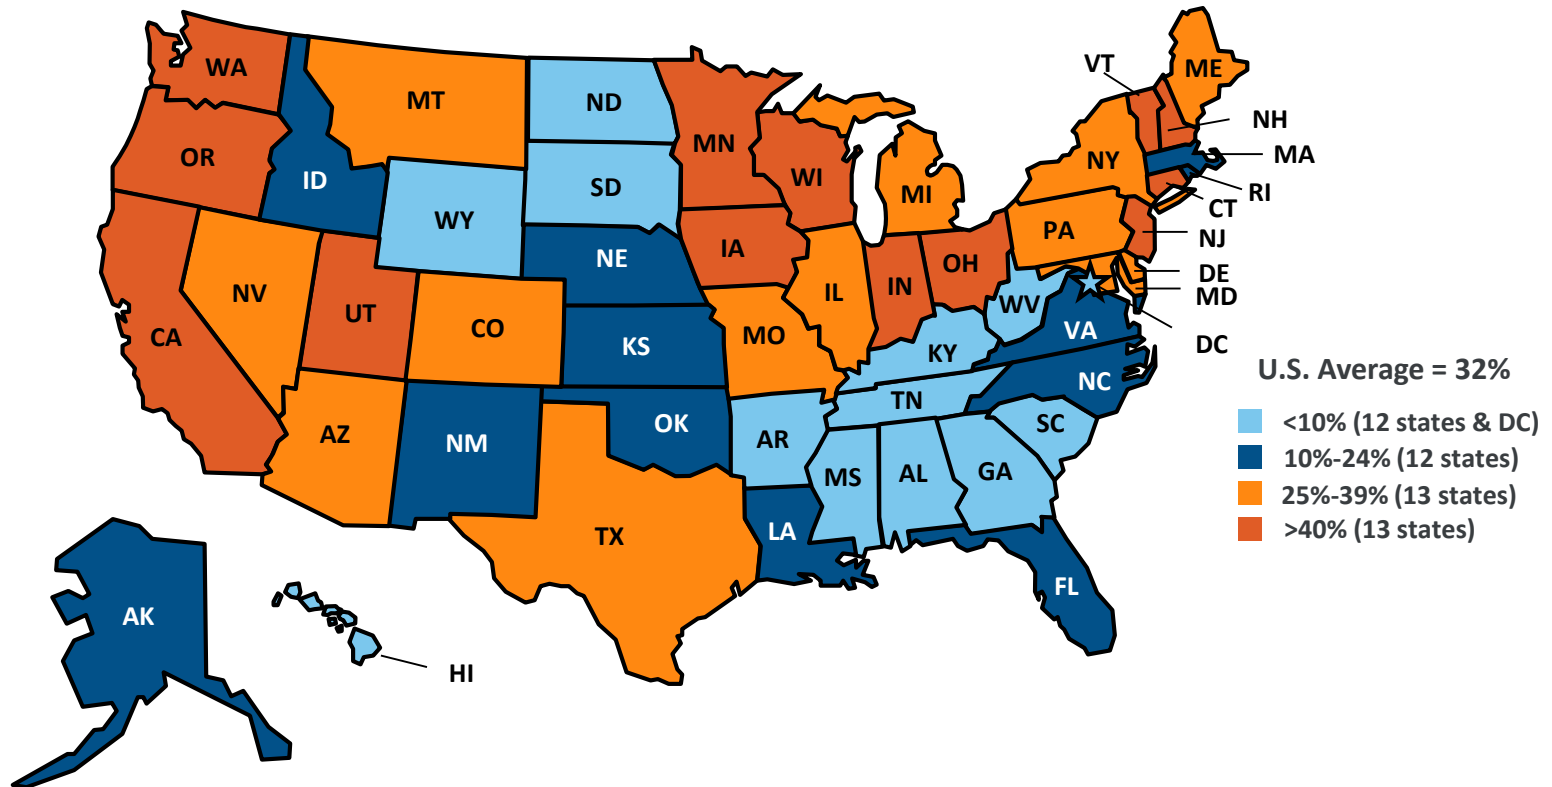 WA
MT
ND
MN
VT
ME
NH
MA
OR
ID
SD
WI
MI
NY
RI
CT
WY
IA
PA
NJ
NE
OH
DE
MD
NV
UT
CO
IL
IN
WV
VA
DC
CA
KS
MO
KY
NC
U.S. Average = 32%
TN
<10% (12 states & DC)
AZ
NM
OK
AR
SC
10%-24% (12 states)
MS
AL
GA
25%-39% (13 states)
TX
LA
>40% (13 states)
FL
AK
HI